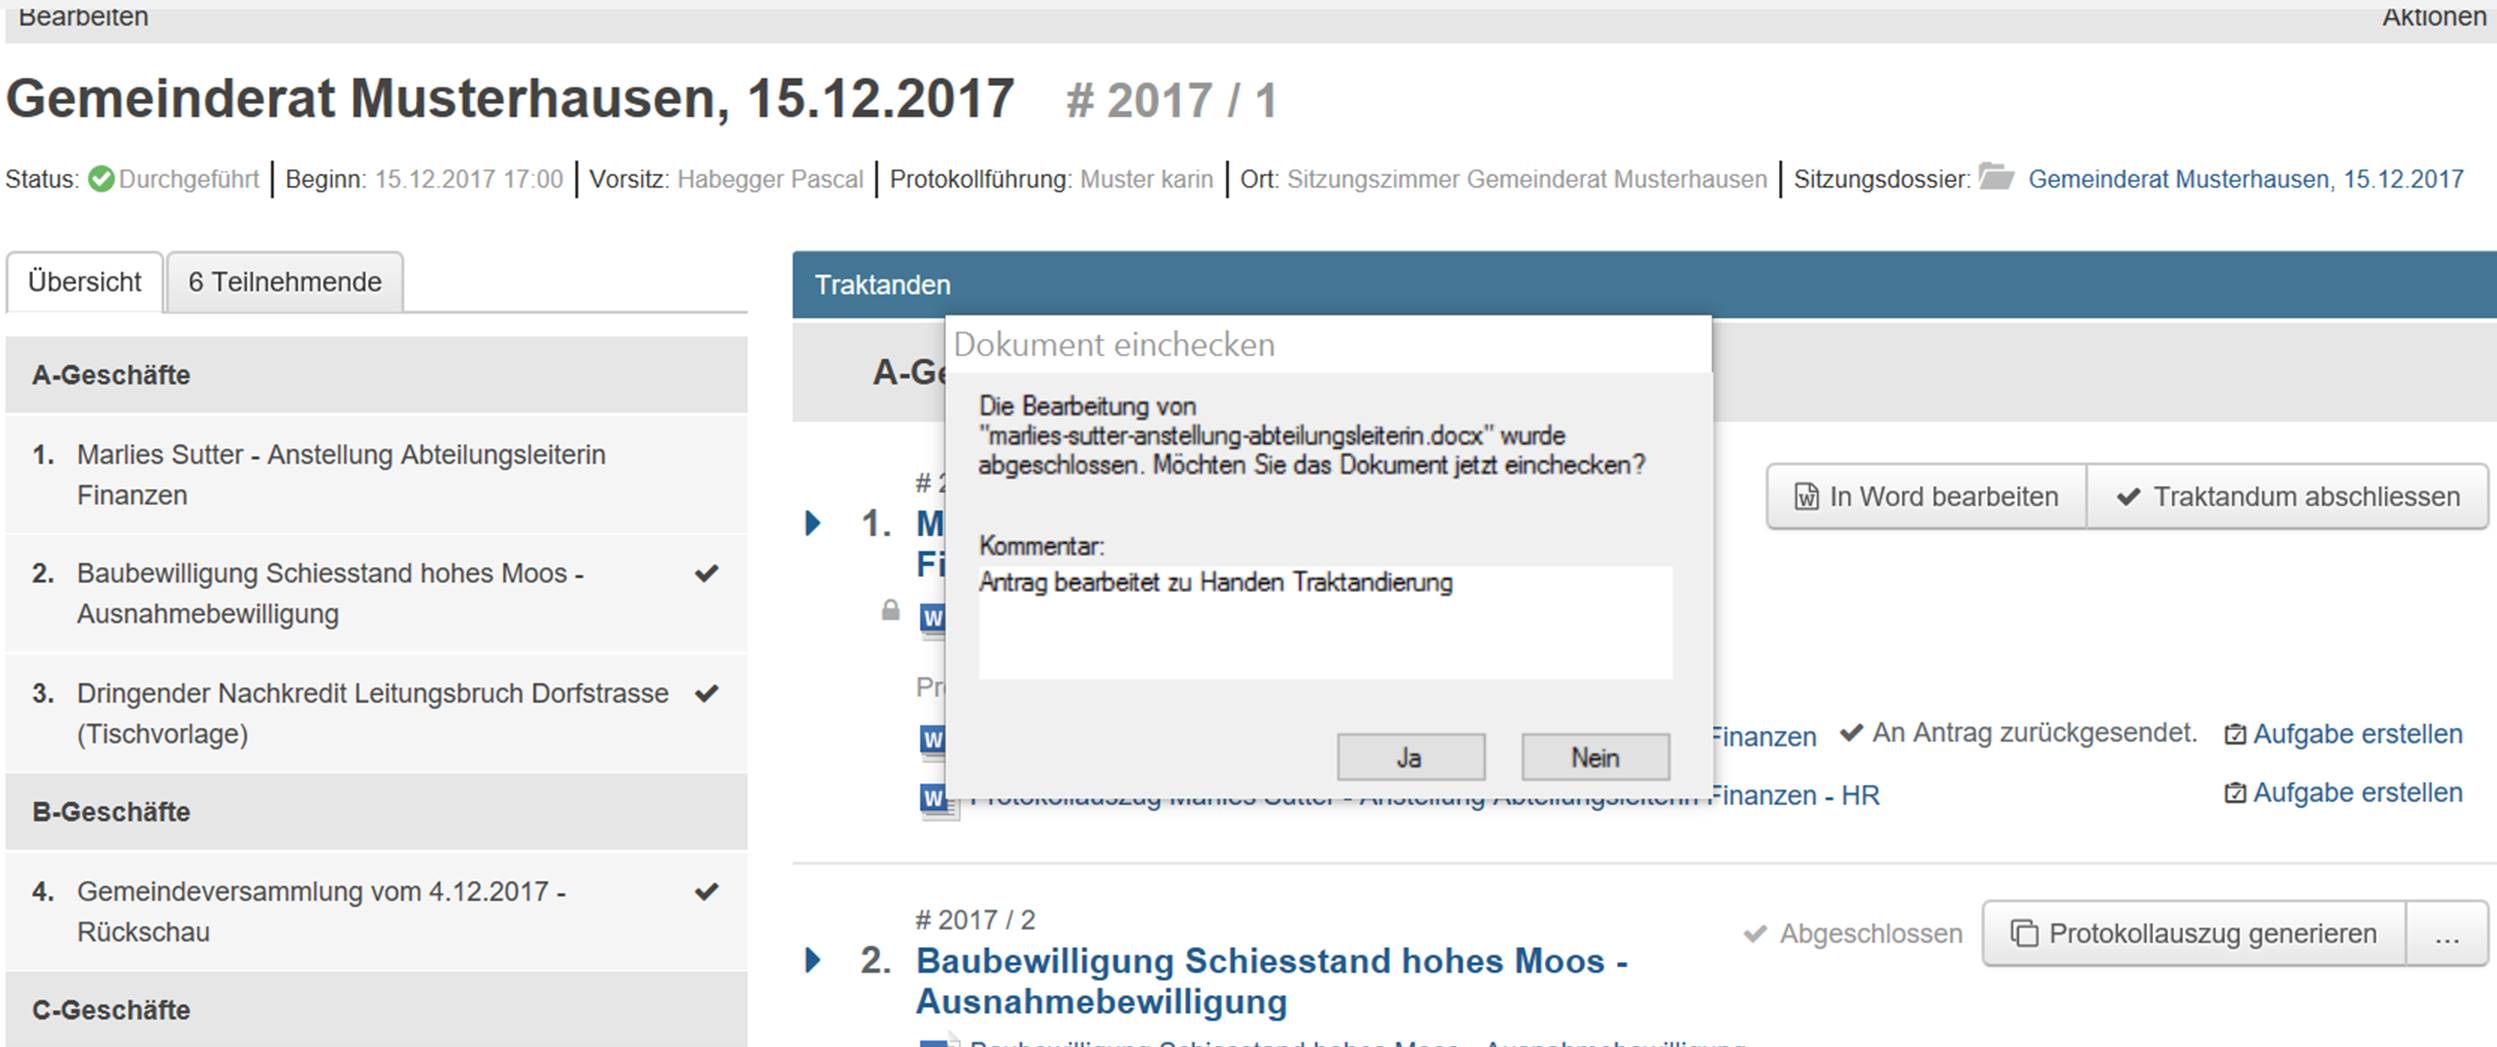 Bearbeiten
Aktionen
Gemeinderat Musterhausen, 15.12.2017 # 2017 / 1
Status: Durchgeführt Beginn: 15.12.2017 17:00 Vorsitz: Habegger Pascal Protokollführung: Muster karin Ort: Sitzungszimmer Gemeinderat Musterhausen Sitzungsdossier: Gemeinderat Musterhausen, 15.12.2017
Übersicht
6 Teilnehmende
A-Geschäfte
1. Marlies Sutter - Anstellung Abteilungsleiterin
Finanzen
2. Baubewilligung Schiesstand hohes Moos -
Ausnahmebewilligung
3. Dringender Nachkredit Leitungsbruch Dorfstrasse
(Tischvorlage)
B-Geschäfte
4. Gemeindeversammlung vom 4.12.2017 -
Rückschau
C-Geschäfte
Traktanden
Dokument einchecken
Die Bearbeitung von
"marlies-sutter-anstellung-abteilungsleiterin.docx" wurde
abgeschlossen. Möchten Sie das Dokument jetzt einchecken?
Kommentar:
Antrag bearbeitet zu Handen Traktandierung
Ja
Nein
1.
In Word bearbeiten
Traktandum abschliessen
Finanzen An Antrag zurückgesendet. Aufgabe erstellen
Protokollauszug Marlies Sutter - Anstellung Abteilungsleiterin Finanzen - HR Aufgabe erstellen
# 2017 / 2
2. Baubewilligung Schiesstand hohes Moos -
Ausnahmebewilligung
Abgeschlossen
Protokollauszug generieren
...
Baubewilligung Schiesstand hohes Moos - Ausnahmebewilligung